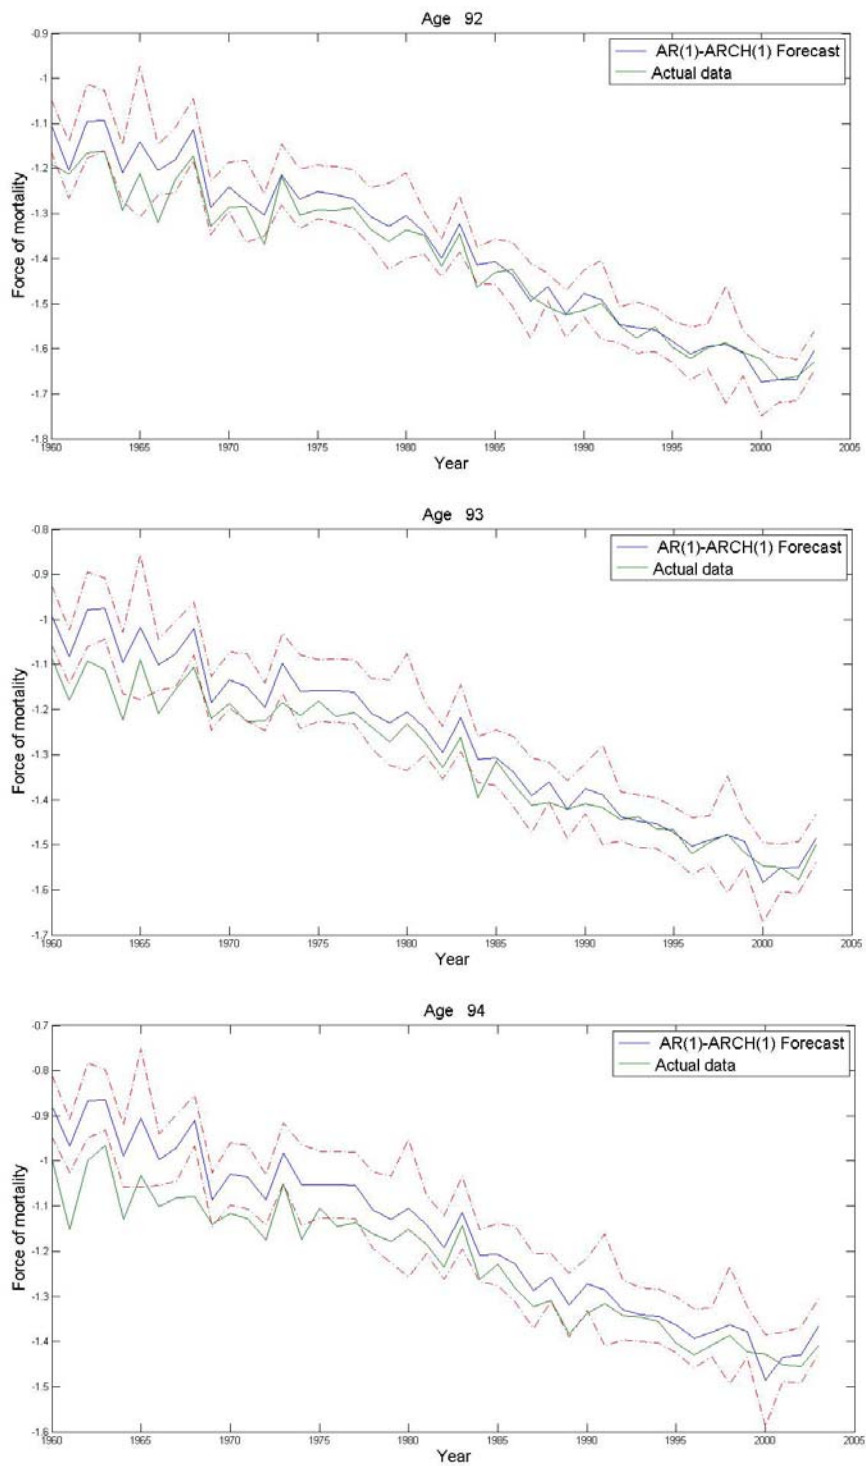 Age 92
-0.9
-1
-1.1
-1.2
-1.3
-1.4
-1.5
-1.6
-1.7
-1.8
Force of mortality
AR(1)-ARCH(1) Forecast
Actual data
1960 1965 1970 1975 1980 1985 1990 1995 2000 2005
Year
Age 93
-0.8
-0.9
-1
-1.1
-1.2
-1.3
-1.4
-1.5
-1.6
-1.7
Force of mortality
AR(1)-ARCH(1) Forecast
Actual data
1960 1965 1970 1975 1980 1985 1990 1995 2000 2005
Year
Age 94
-0.7
-0.8
-0.9
-1
-1.1
-1.2
-1.3
-1.4
-1.5
-1.6
Force of mortality
AR(1)-ARCH(1) Forecast
Actual data
1960 1965 1970 1975 1980 1985 1990 1995 2000 2005
Year